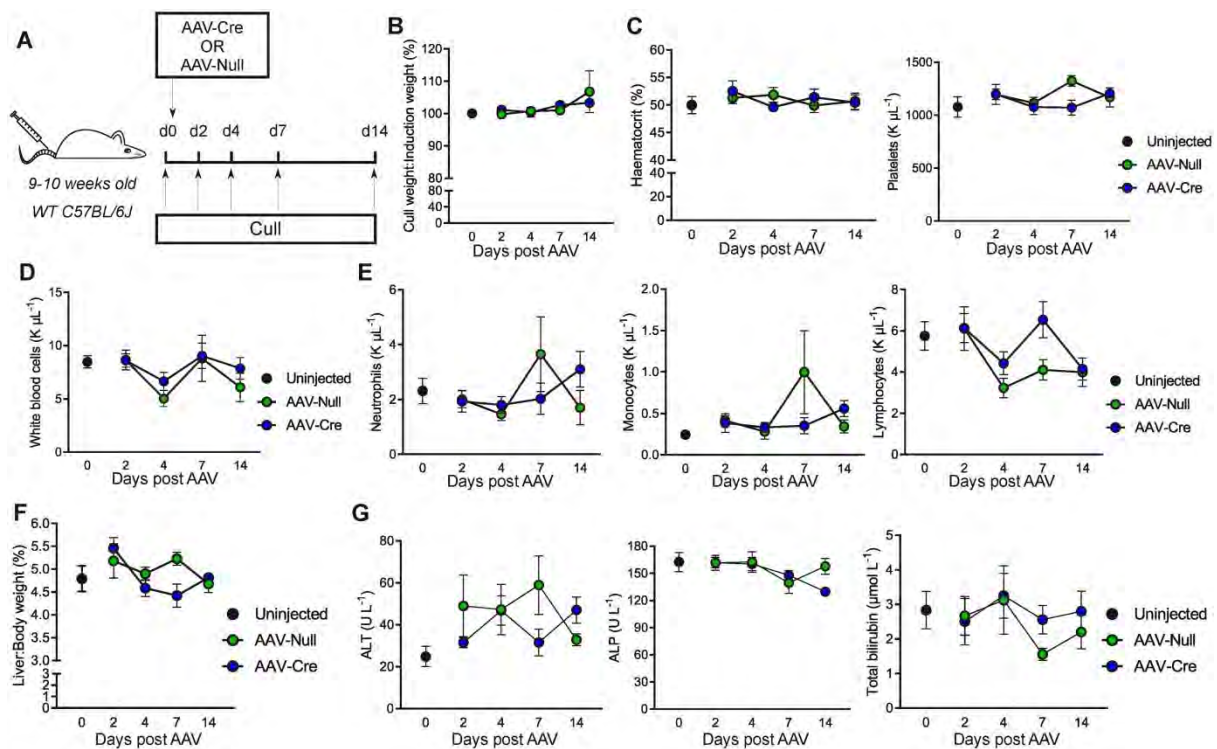 A
AAV-Cre
OR
AAV-Null
d0 d2 d4 d7 d14
9-10 weeks old
WT C57BL/6J
Cull
B
Cull weight:Induction weight (%)
120
110
100
90
80
40
0
0 2 4 7 14
Days post AAV
C
Haematocrit (%)
60
55
50
45
40
20
0
0 2 4 7 14
Days post AAV
Platelets (K µL⁻¹)
1500
1000
500
0
0 2 4 7 14
Days post AAV
Uninjected
AAV-Null
AAV-Cre
D
White blood cells (K µL⁻¹)
15
10
5
0
0 2 4 7 14
Days post AAV
Uninjected
AAV-Null
AAV-Cre
E
Neutrophils (K µL⁻¹)
6
4
2
0
0 2 4 7 14
Days post AAV
Monocytes (K µL⁻¹)
2.0
1.5
1.0
0.5
0
0 2 4 7 14
Days post AAV
Lymphocytes (K µL⁻¹)
8
6
4
2
0
0 2 4 7 14
Days post AAV
F
Liver:Body weight (%)
6.0
5.5
5.0
4.5
4.0
3.5
3.0
3
2
1
0
0 2 4 7 14
Days post AAV
Uninjected
AAV-Null
AAV-Cre
G
ALT (U L⁻¹)
80
60
40
20
0
0 2 4 7 14
Days post AAV
ALP (U L⁻¹)
180
150
120
90
60
30
0
0 2 4 7 14
Days post AAV
Total bilirubin (µmol L⁻¹)
5
4
3
2
1
0
0 2 4 7 14
Days post AAV
Uninjected
AAV-Null
AAV-Cre